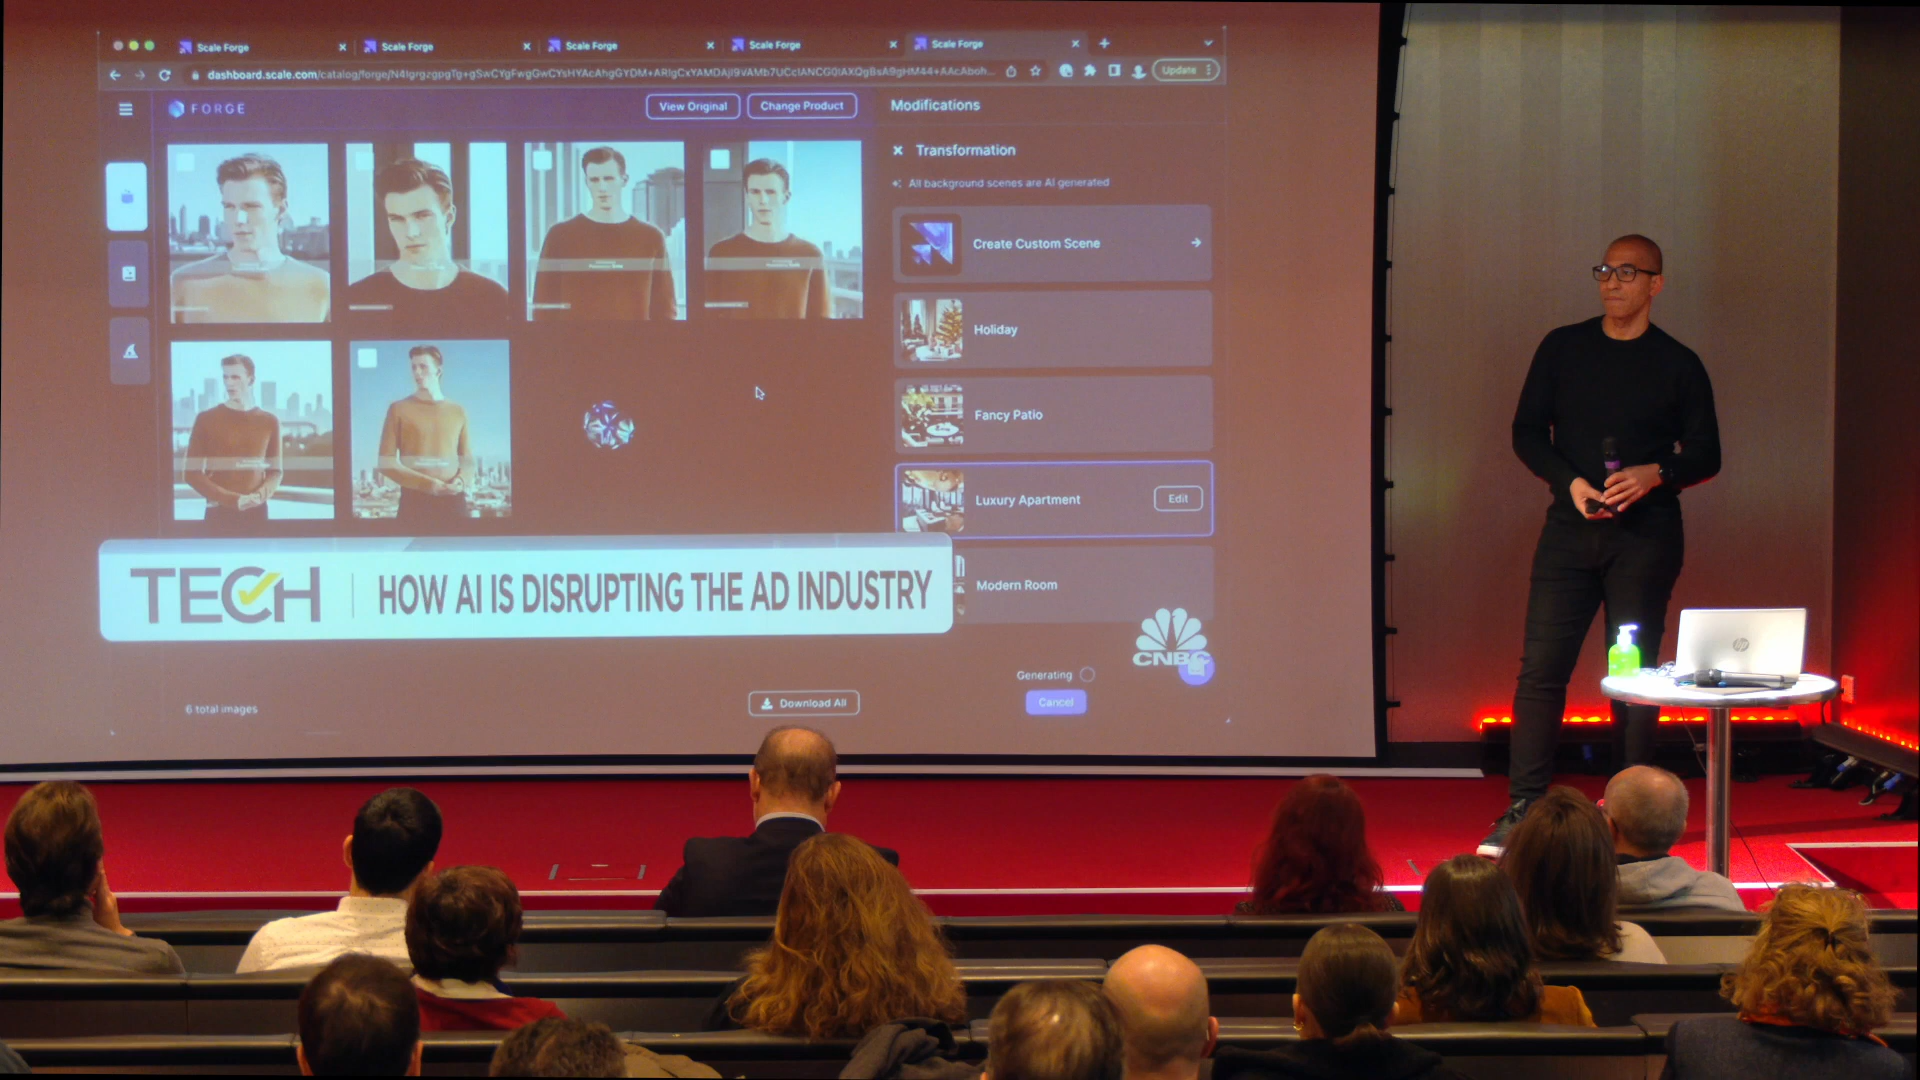 Scale Forge
Scale Forge
Scale Forge
Scale Forge
Scale Forge
Update
FORGE
View Original
Change Product
Modifications
Transformation
All background scenes are AI generated
Create Custom Scene
Holiday
Fancy Patio
Luxury Apartment
Edit
Modern Room
TECH
HOW AI IS DISRUPTING THE AD INDUSTRY
CNBC
Generating
6 total images
Download All
Cancel
hp